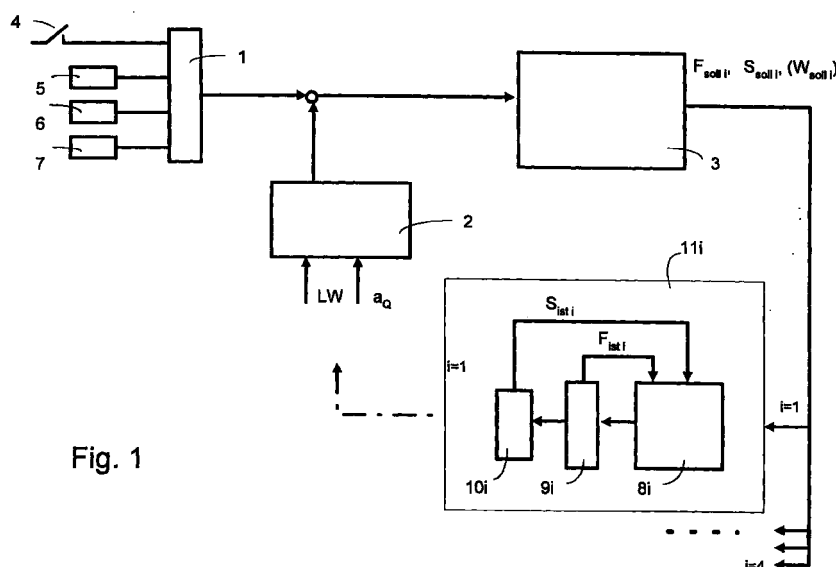 4
1
5
6
7
F_soll i, S_soll i, (W_soll i)
3
2
LW
a_Q
11i
S_ist i
F_ist i
i=1
i=1
10i
9i
8i
Fig. 1
i=4